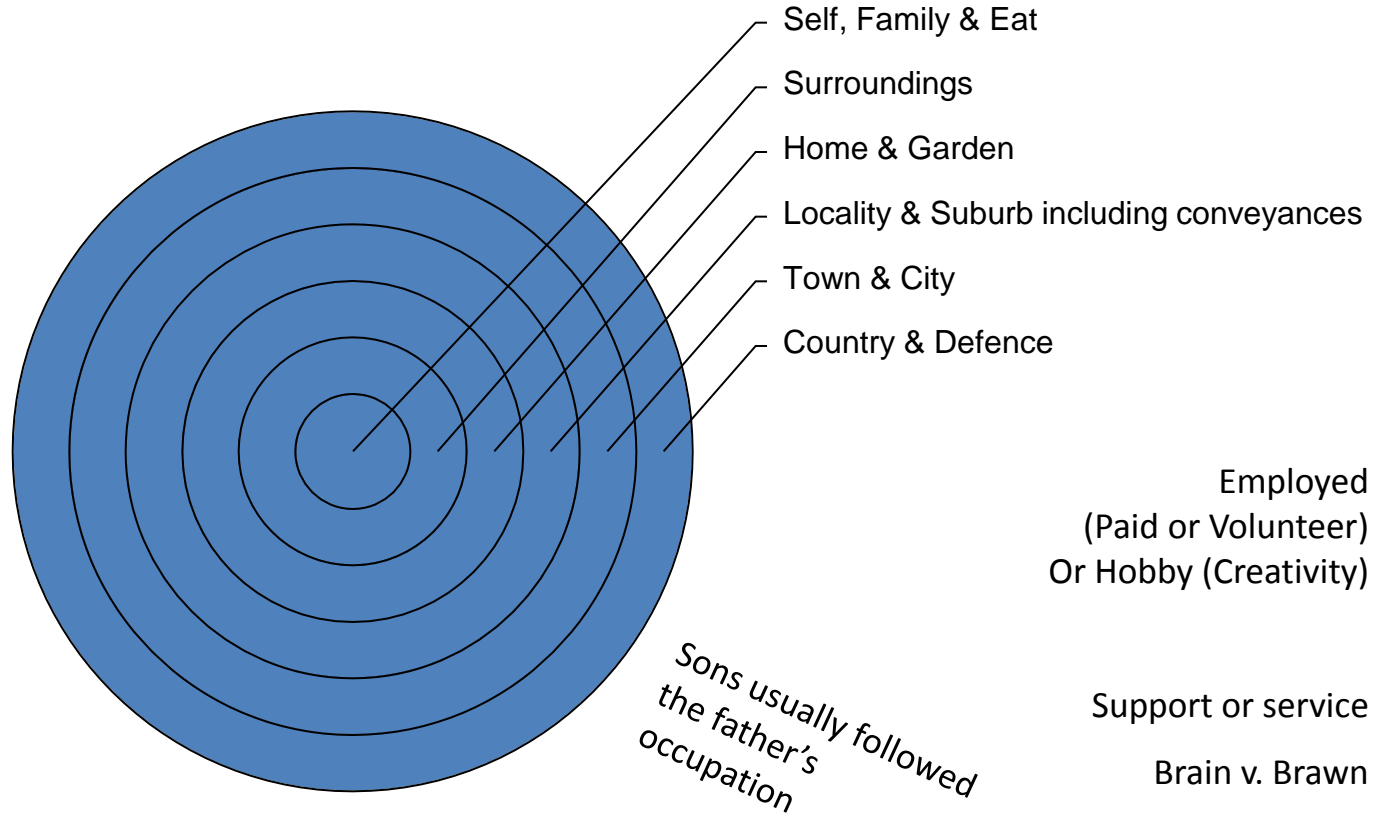 Self, Family & Eat
Surroundings
Home & Garden
Locality & Suburb including conveyances
Town & City
Country & Defence
Employed
(Paid or Volunteer)
Or Hobby (Creativity)
Sons usually followed
the father’s
occupation
Support or service
Brain v. Brawn